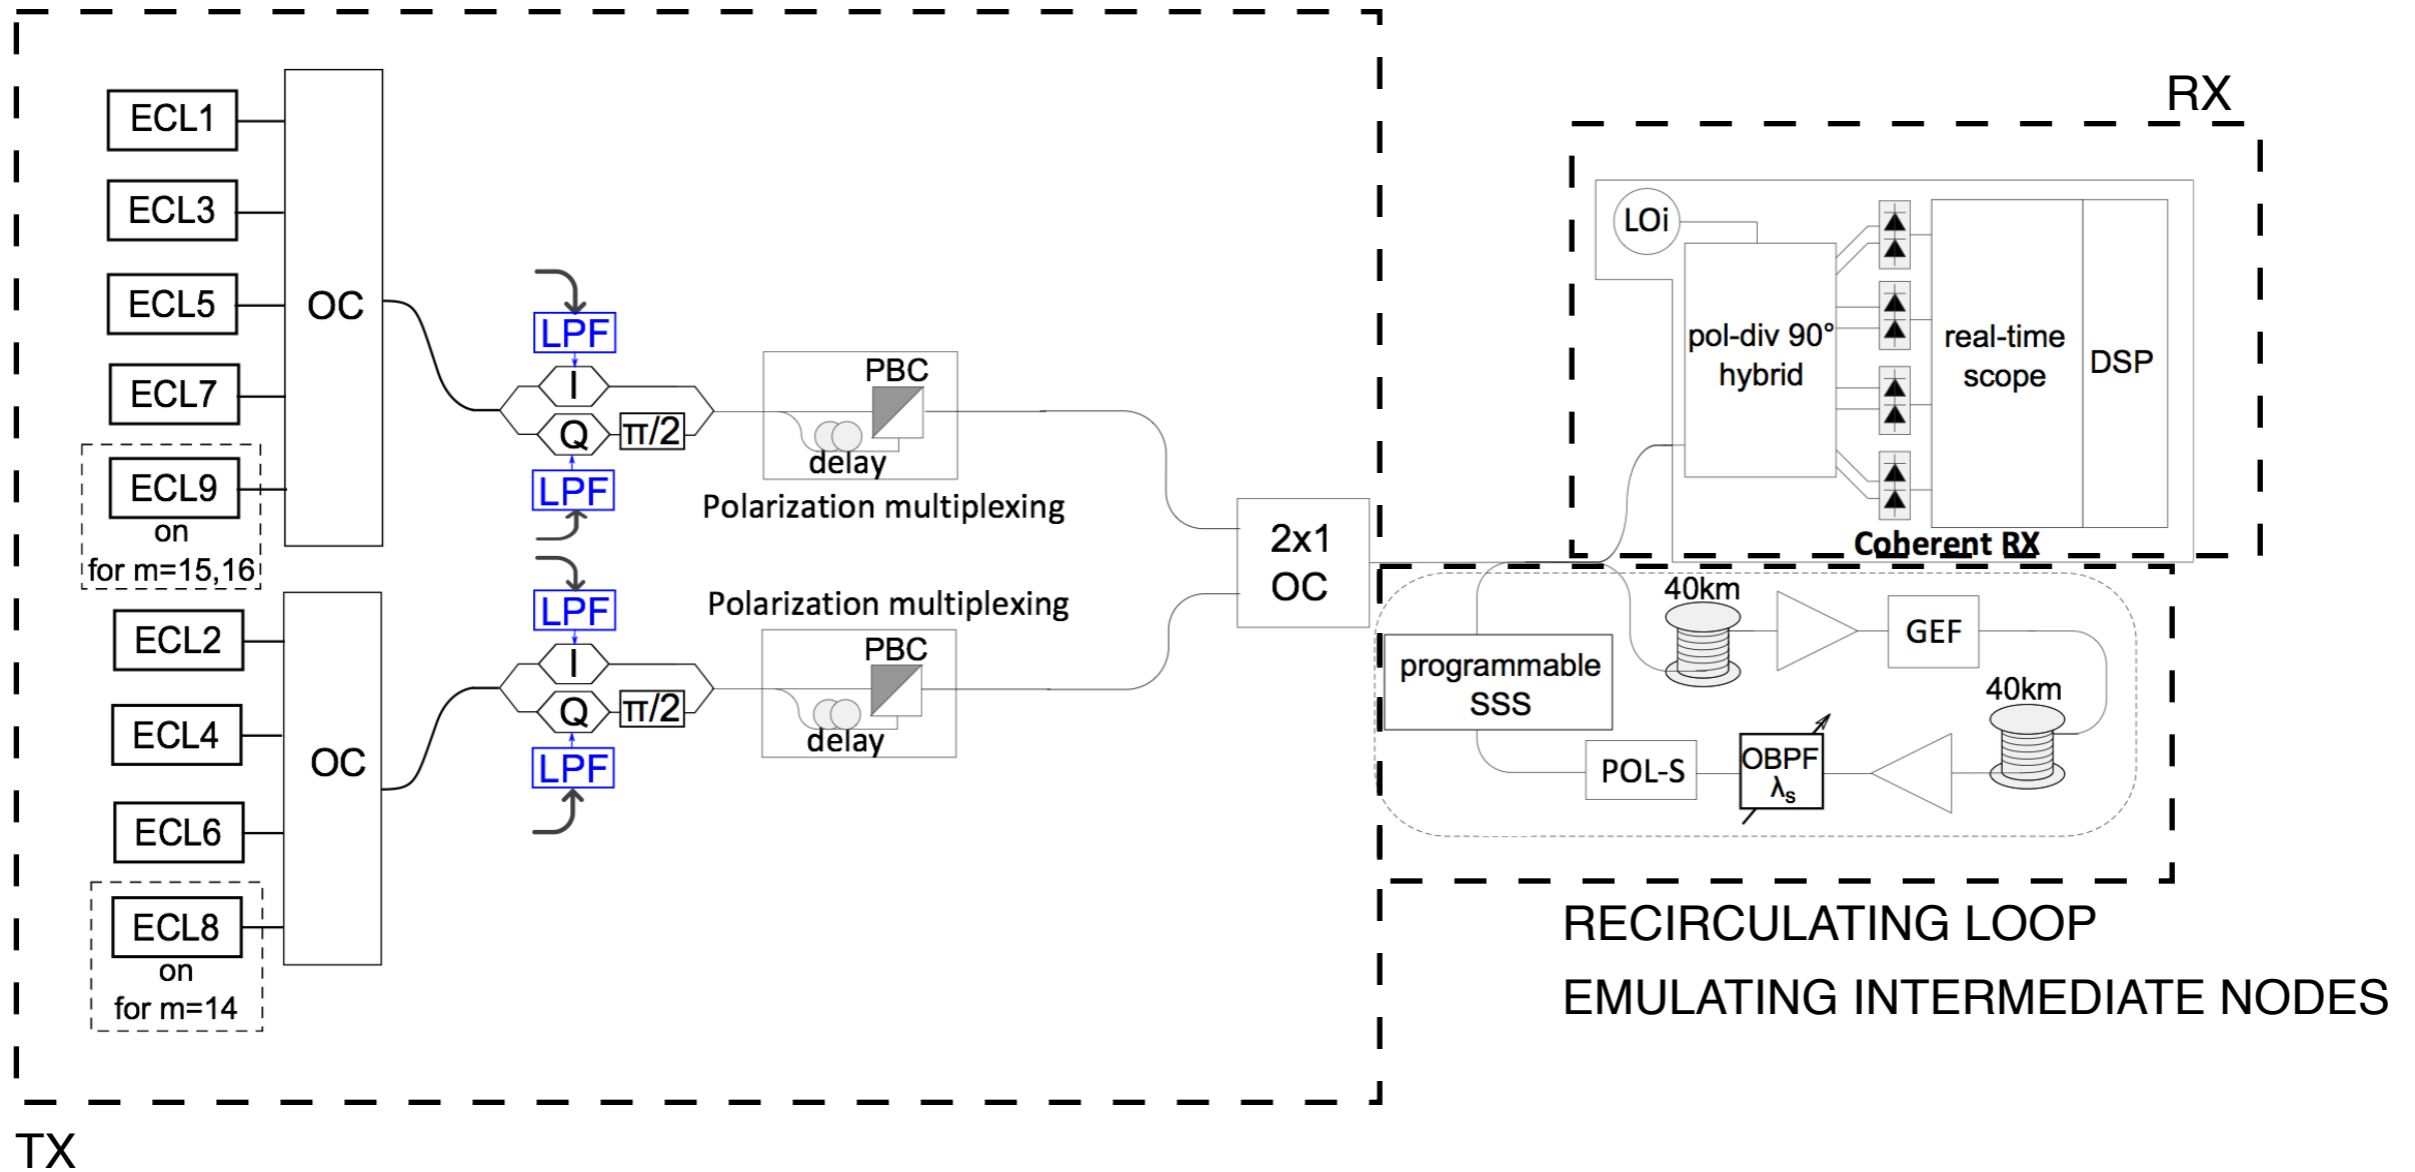 RX
ECL1
ECL3
ECL5
ECL7
ECL9
on
for m=15,16
OC
ECL2
ECL4
ECL6
ECL8
on
for m=14
OC
LPF
I
Q
π/2
LPF
PBC
delay
Polarization multiplexing
LPF
I
Q
π/2
LPF
Polarization multiplexing
PBC
delay
2x1
OC
LOi
pol-div 90°
hybrid
real-time
scope
DSP
Coherent RX
40km
GEF
40km
programmable
SSS
POL-S
OBPF
λs
RECIRCULATING LOOP
EMULATING INTERMEDIATE NODES
TX